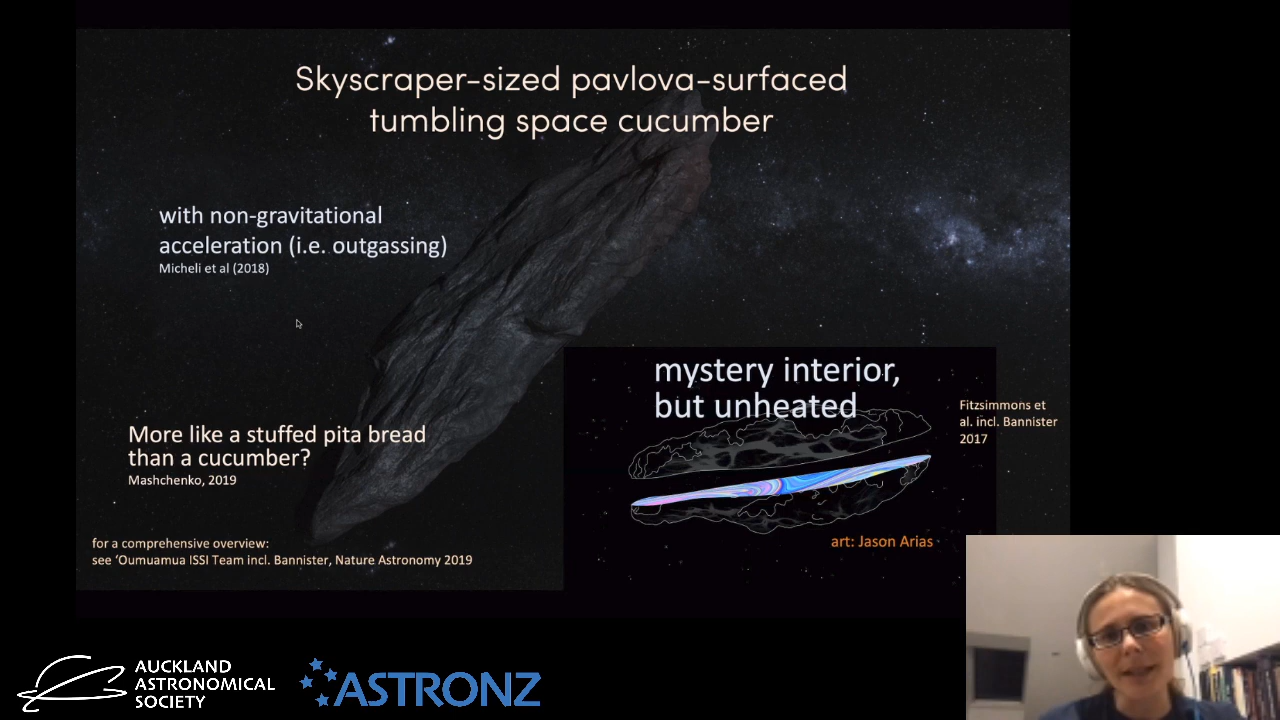 Skyscraper-sized pavlova-surfaced
tumbling space cucumber
with non-gravitational
acceleration (i.e. outgassing)
Micheli et al (2018)
mystery interior,
but unheated
Fitzsimmons et
al. incl. Bannister
2017
More like a stuffed pita bread
than a cucumber?
Mashchenko, 2019
art: Jason Arias
for a comprehensive overview:
see ‘Oumuamua ISSI Team incl. Bannister, Nature Astronomy 2019
AUCKLAND
ASTRONOMICAL
SOCIETY
ASTRONZ